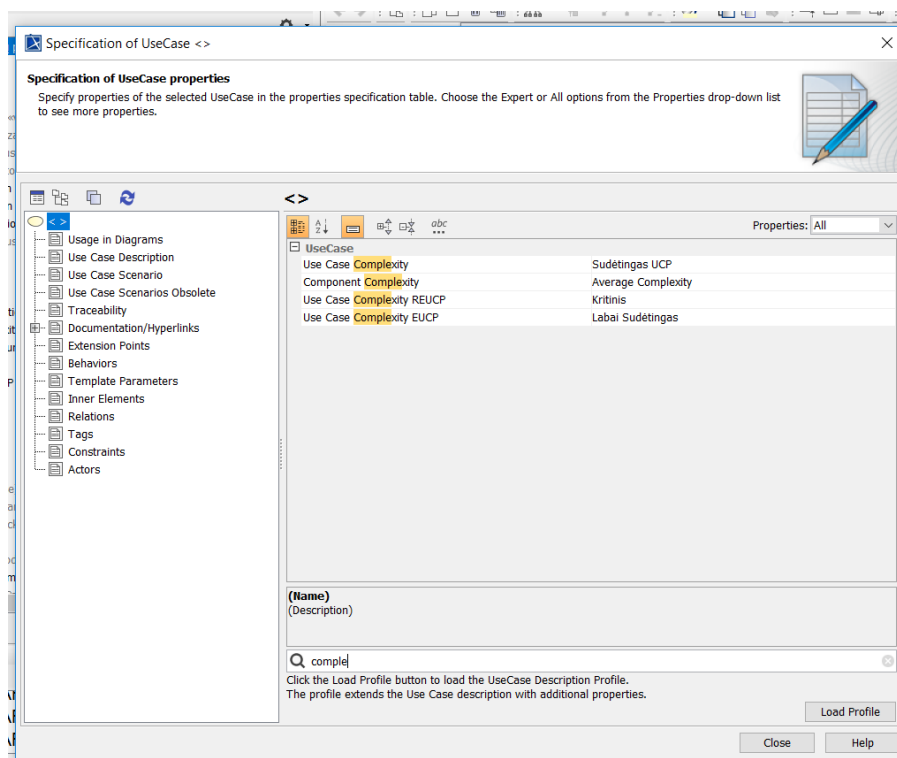 Specification of UseCase <>
Specification of UseCase properties
Specify properties of the selected UseCase in the properties specification table. Choose the Expert or All options from the Properties drop-down list
to see more properties.
<>
< >
Usage in Diagrams
Use Case Description
Use Case Scenario
Use Case Scenarios Obsolete
Traceability
Documentation/Hyperlinks
Extension Points
Behaviors
Template Parameters
Inner Elements
Relations
Tags
Constraints
Actors
abc
Properties: All
UseCase
Use Case Complexity Sudėtingas UCP
Component Complexity Average Complexity
Use Case Complexity REUCP Kritinis
Use Case Complexity EUCP Labai Sudėtingas
(Name)
(Description)
comple
Click the Load Profile button to load the UseCase Description Profile.
The profile extends the Use Case description with additional properties.
Load Profile
Close Help